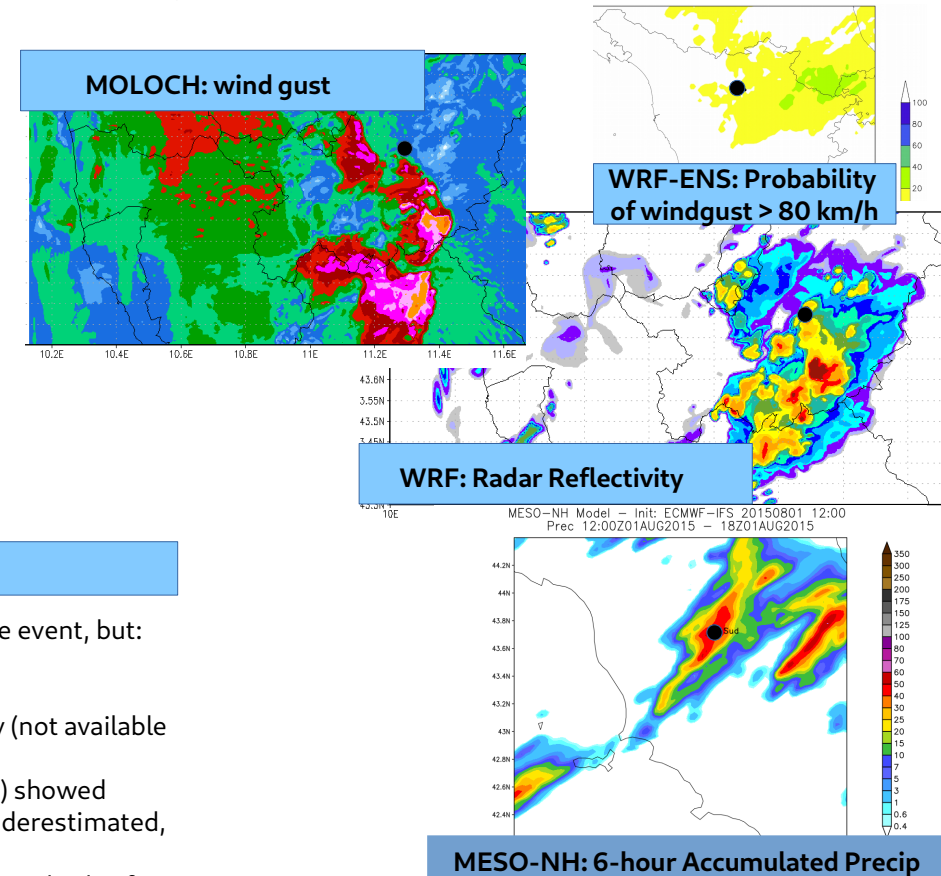 MOLOCH: wind gust
10.2E 10.4E 10.6E 10.8E 11E 11.2E 11.4E 11.6E
100
80
60
40
20
WRF-ENS: Probability
of windgust > 80 km/h
43.6N
43.55N
43.5N
WRF: Radar Reflectivity
10E
MESO-NH Model - Init: ECMWF-IFS 20150801 12:00
Prec 12:00Z01AUG2015 - 18Z01AUG2015
44.2N
44N
43.8N
43.6N
43.4N
43.2N
43N
42.8N
42.6N
42.4N
Sud
350
300
250
200
175
150
125
100
80
70
60
50
40
30
25
20
15
10
7
5
3
1
0.6
0.4
MESO-NH: 6-hour Accumulated Precip
e event, but:
(not available
) showed
derestimated,